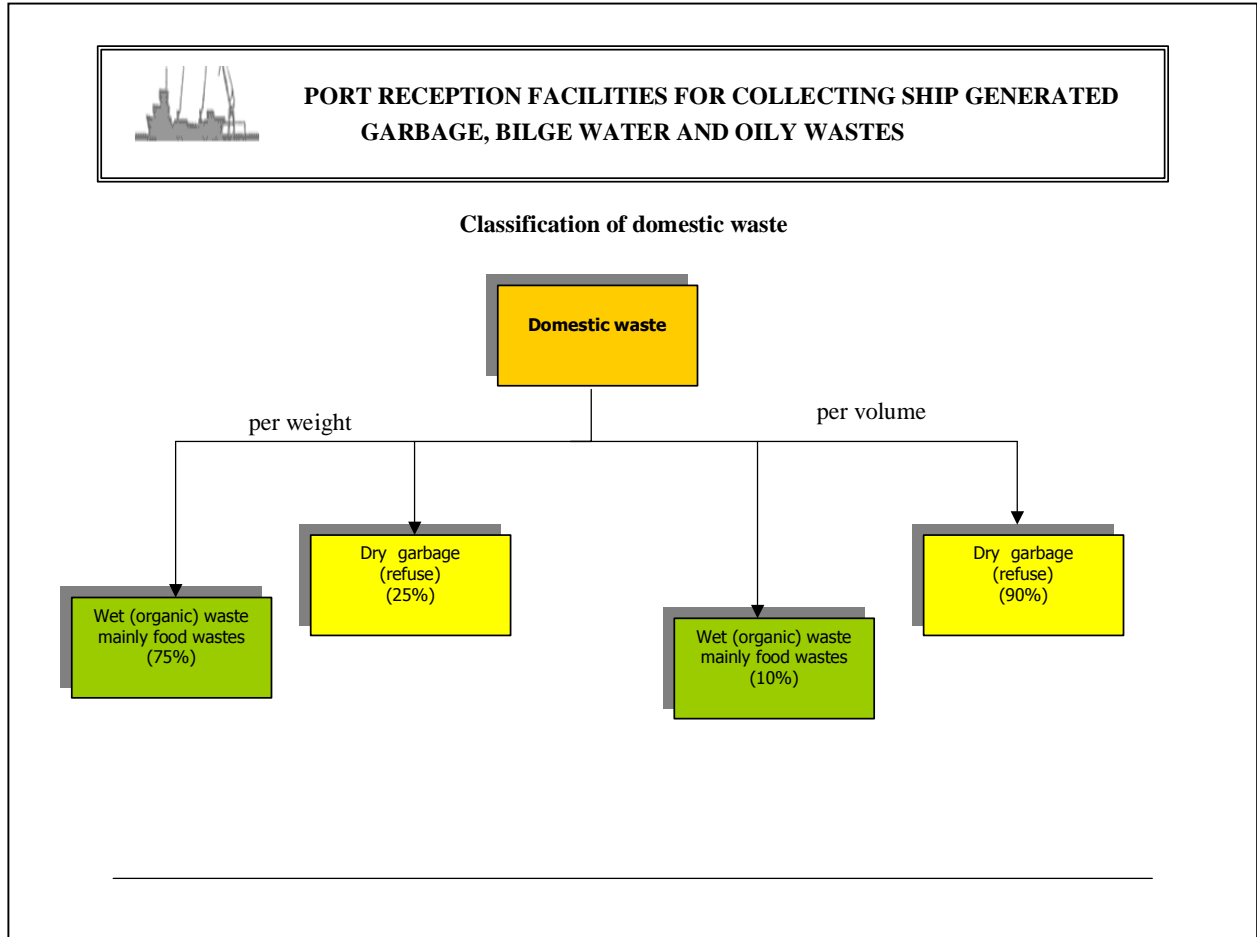 PORT RECEPTION FACILITIES FOR COLLECTING SHIP GENERATED
GARBAGE, BILGE WATER AND OILY WASTES
Classification of domestic waste
Domestic waste
per weight
per volume
Dry garbage
(refuse)
(25%)
Dry garbage
(refuse)
(90%)
Wet (organic) waste
mainly food wastes
(75%)
Wet (organic) waste
mainly food wastes
(10%)